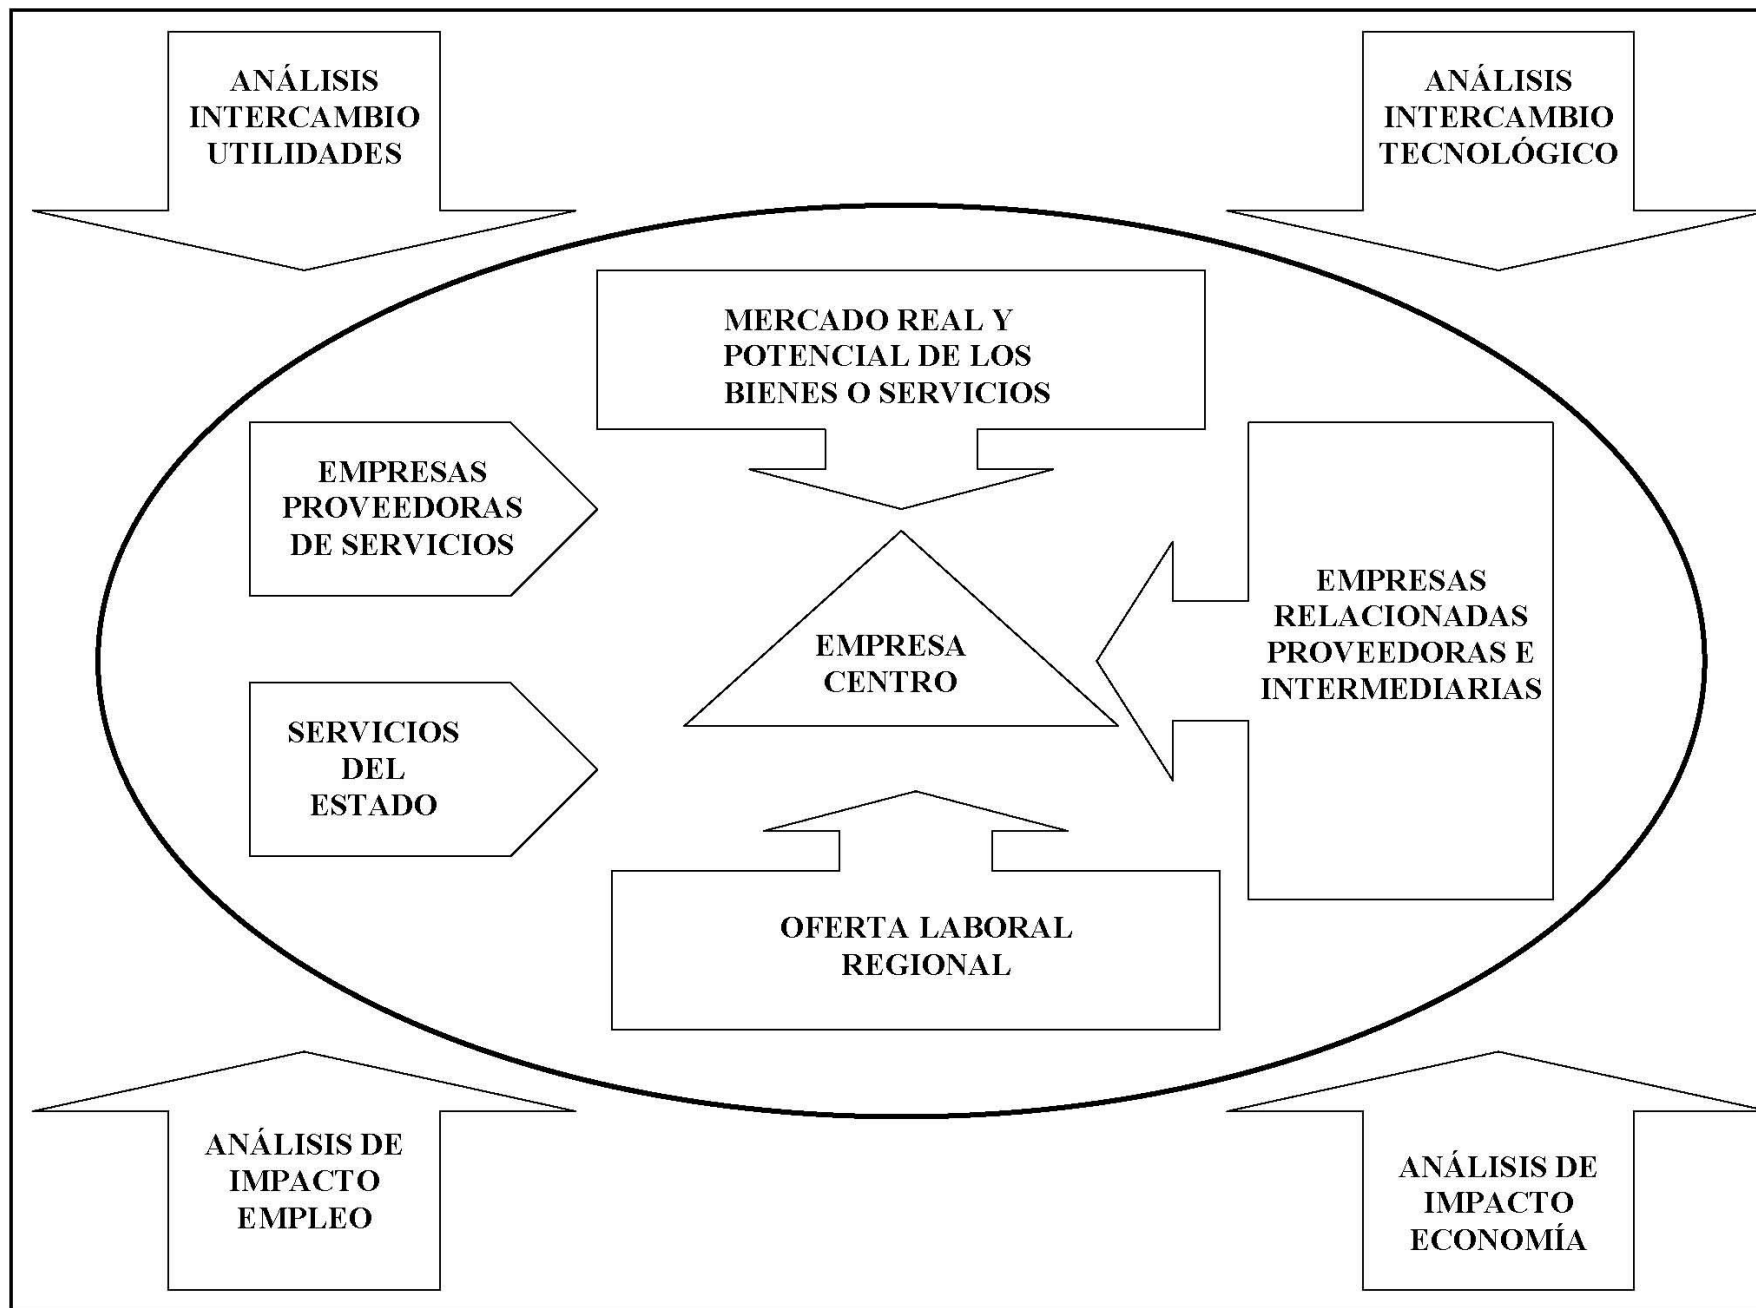 ANÁLISIS
INTERCAMBIO
UTILIDADES
ANÁLISIS
INTERCAMBIO
TECNOLÓGICO
MERCADO REAL Y
POTENCIAL DE LOS
BIENES O SERVICIOS
EMPRESAS
PROVEEDORAS
DE SERVICIOS
EMPRESAS
RELACIONADAS
PROVEEDORAS E
INTERMEDIARIAS
EMPRESA
CENTRO
SERVICIOS
DEL
ESTADO
OFERTA LABORAL
REGIONAL
ANÁLISIS DE
IMPACTO
EMPLEO
ANÁLISIS DE
IMPACTO
ECONOMÍA